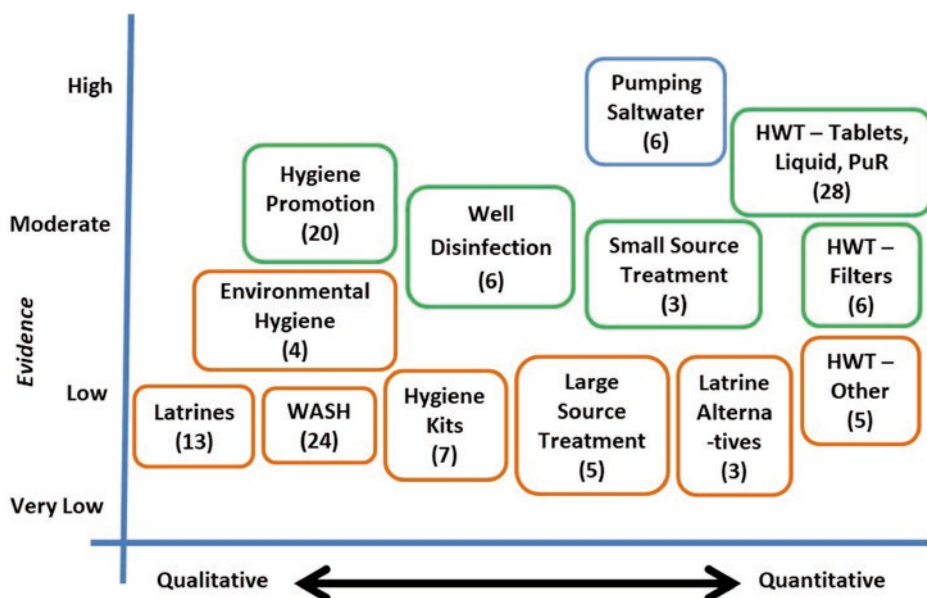 High
Moderate
Evidence
Low
Very Low
Pumping
Saltwater
(6)
HWT – Tablets,
Liquid, PuR
(28)
Hygiene
Promotion
(20)
Well
Disinfection
(6)
Small Source
Treatment
(3)
HWT –
Filters
(6)
Environmental
Hygiene
(4)
Latrines
(13)
WASH
(24)
Hygiene
Kits
(7)
Large
Source
Treatment
(5)
Latrine
Alterna
-tives
(3)
HWT –
Other
(5)
Qualitative
Quantitative